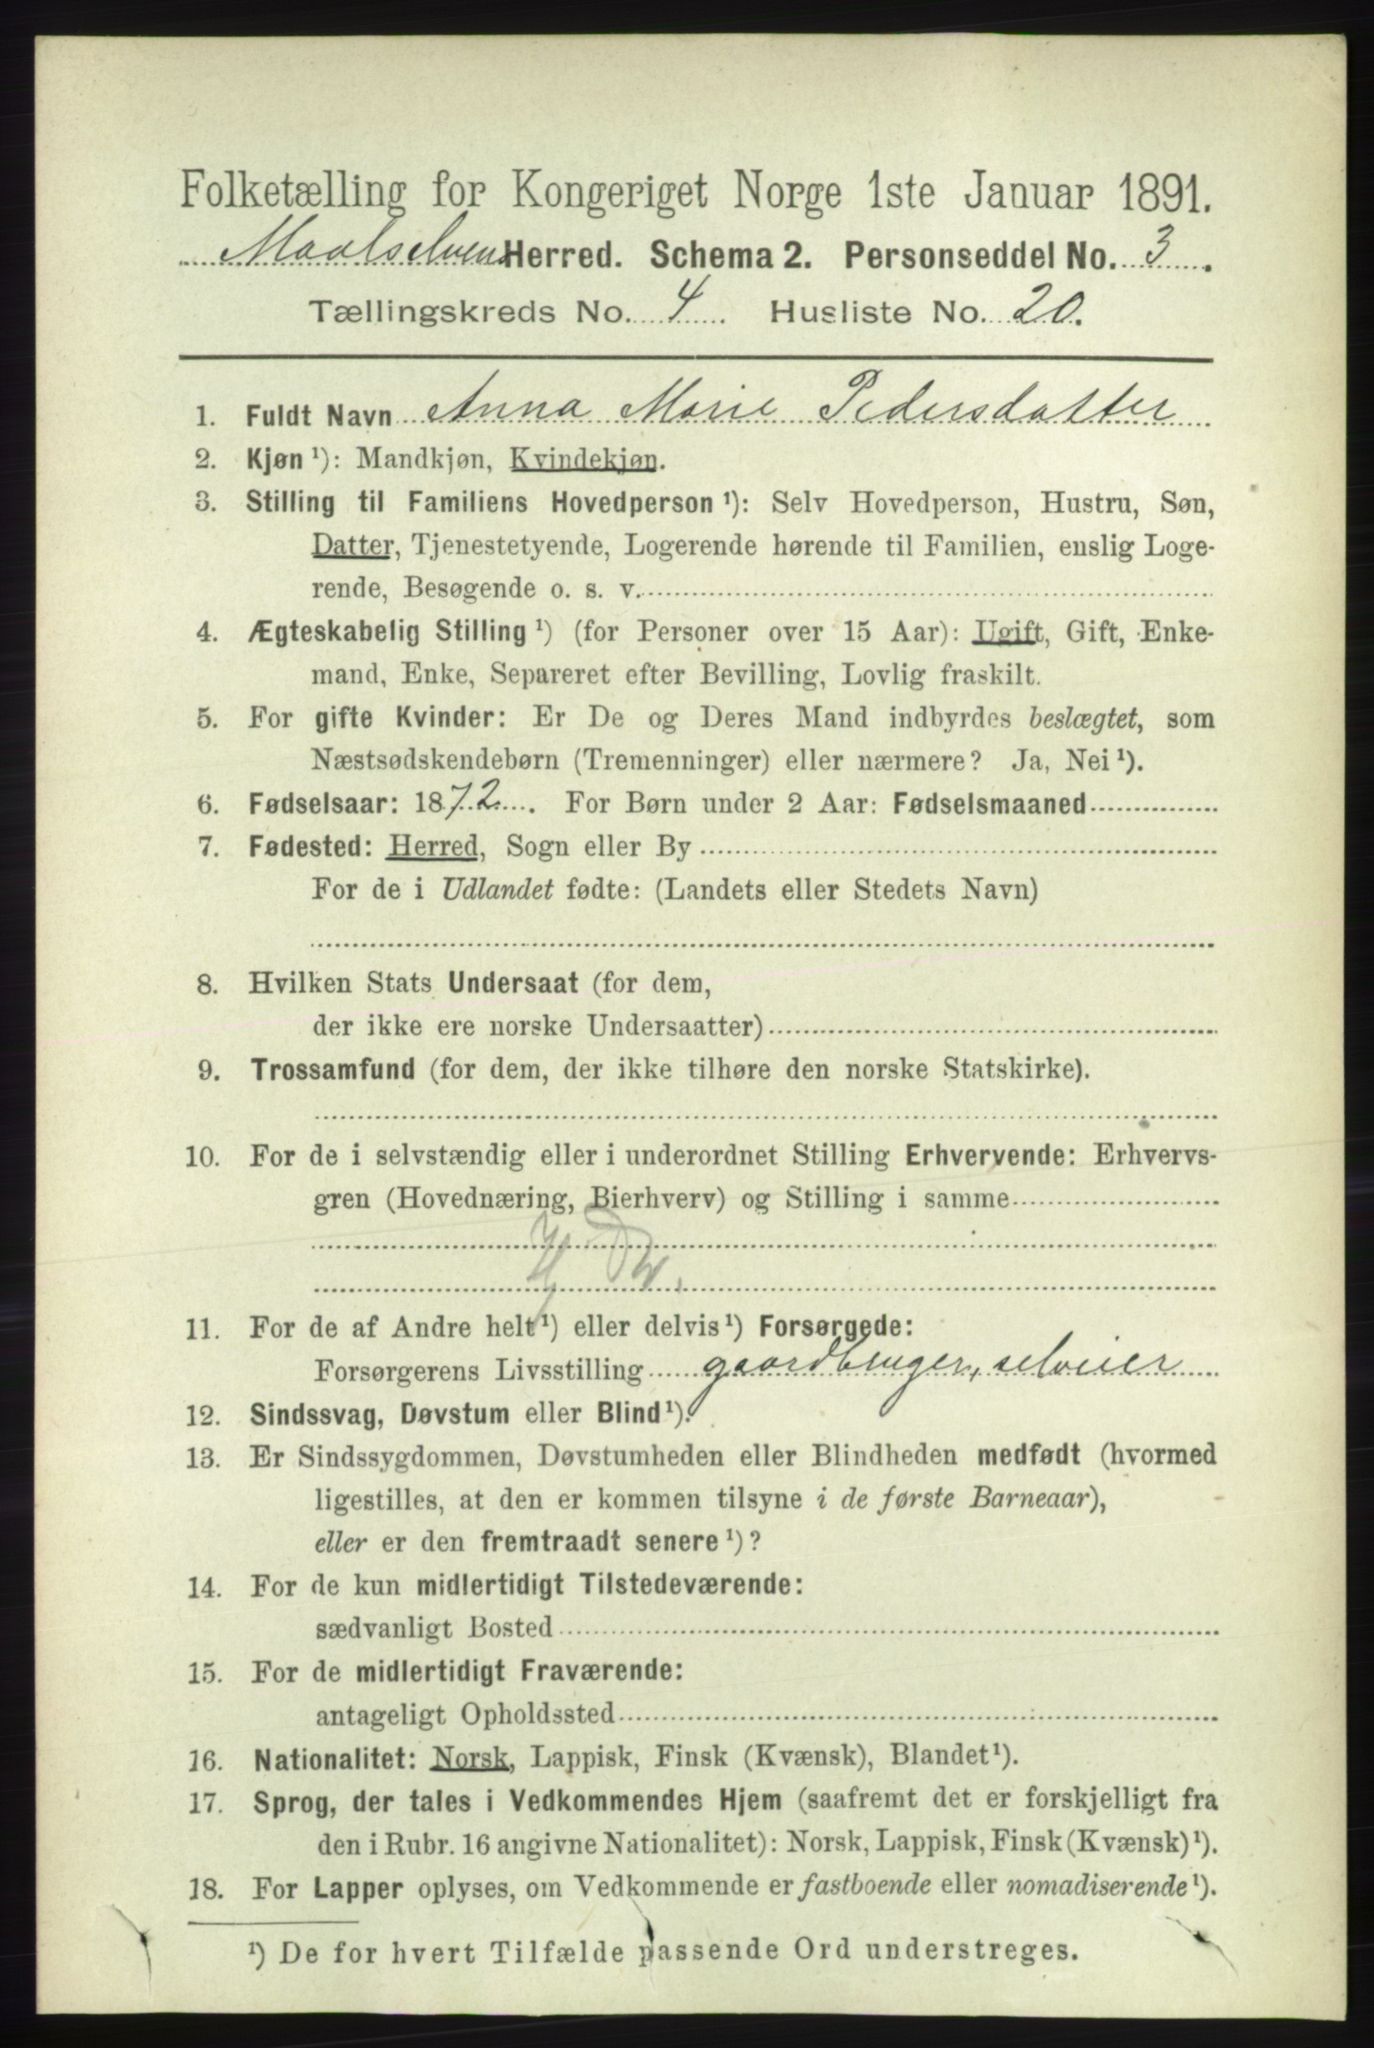 Folketælling for Kongeriget Norge 1ste Januar 1891.
Maalselvens Herred. Schema 2. Personseddel No. 3.
Tællingskreds No. 4 Husliste No. 20.
1. Fuldt Navn Anna Marie Pedersdatter
2. Kjøn ¹): Mandkjøn, Kvindekjøn.
3. Stilling til Familiens Hovedperson ¹): Selv Hovedperson, Hustru, Søn,
Datter, Tjenestetyende, Logerende hørende til Familien, enslig Loge-
rende, Besøgende o. s. v.
4. Ægteskabelig Stilling ¹) (for Personer over 15 Aar): Ugift, Gift, Enke-
mand, Enke, Separeret efter Bevilling, Lovlig fraskilt.
5. For gifte Kvinder: Er De og Deres Mand indbyrdes beslægtet, som
Næstsødskendebørn (Tremenninger) eller nærmere? Ja, Nei ¹).
6. Fødselsaar: 1872. For Børn under 2 Aar: Fødselsmaaned
7. Fødested: Herred, Sogn eller By
For de i Udlandet fødte: (Landets eller Stedets Navn)
8. Hvilken Stats Undersaat (for dem,
der ikke ere norske Undersaatter)
9. Trossamfund (for dem, der ikke tilhøre den norske Statskirke).
10. For de i selvstændig eller i underordnet Stilling Erhvervende: Erhvervs-
gren (Hovednæring, Bierhverv) og Stilling i samme
11. For de af Andre helt ¹) eller delvis ¹) Forsørgede:
Forsørgerens Livsstilling gaardbruger, selveier
12. Sindssvag, Døvstum eller Blind ¹).
13. Er Sindssygdommen, Døvstumheden eller Blindheden medfødt (hvormed
ligestilles, at den er kommen tilsyne i de første Barneaar),
eller er den fremtraadt senere ¹)?
14. For de kun midlertidigt Tilstedeværende:
sædvanligt Bosted
15. For de midlertidigt Fraværende:
antageligt Opholdssted
16. Nationalitet: Norsk, Lappisk, Finsk (Kvænsk), Blandet ¹).
17. Sprog, der tales i Vedkommendes Hjem (saafremt det er forskjelligt fra
den i Rubr. 16 angivne Nationalitet): Norsk, Lappisk, Finsk (Kvænsk) ¹).
18. For Lapper oplyses, om Vedkommende er fastboende eller nomadiserende ¹).
¹) De for hvert Tilfælde passende Ord understreges.